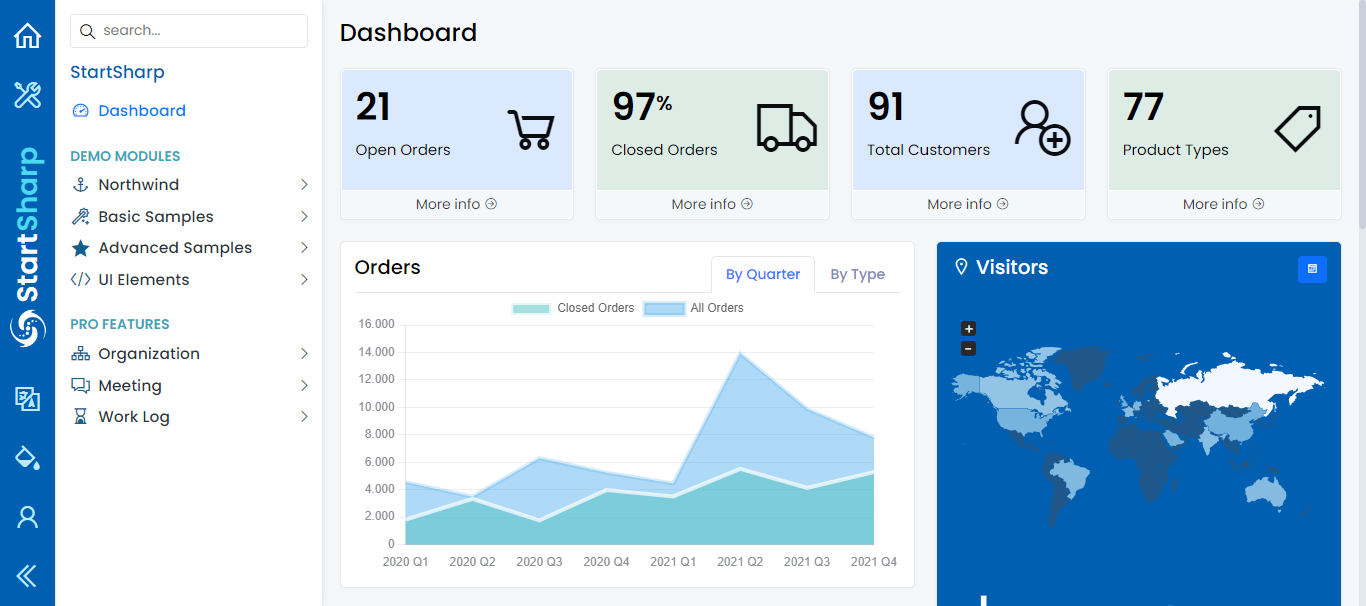 search...
StartSharp
Dashboard
DEMO MODULES
Northwind
Basic Samples
Advanced Samples
UI Elements
PRO FEATURES
Organization
Meeting
Work Log
StartSharp
Dashboard
21
Open Orders
More info
97%
Closed Orders
More info
91
Total Customers
More info
77
Product Types
More info
Orders
By Quarter
By Type
Closed Orders
All Orders
16.000
14.000
12.000
10.000
8.000
6.000
4.000
2.000
0
2020 Q1
2020 Q2
2020 Q3
2020 Q4
2021 Q1
2021 Q2
2021 Q3
2021 Q4
Visitors
+
−